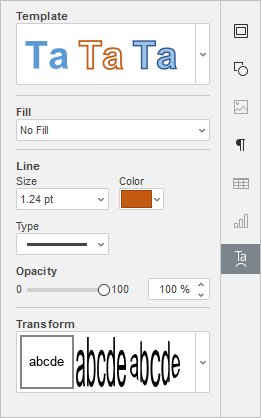 Template
Ta Ta Ta
Fill
No Fill
Line
Size Color
1.24 pt
Type
Opacity
0 100 100 %
Transform
abcde abcde abcde
¶
Ta